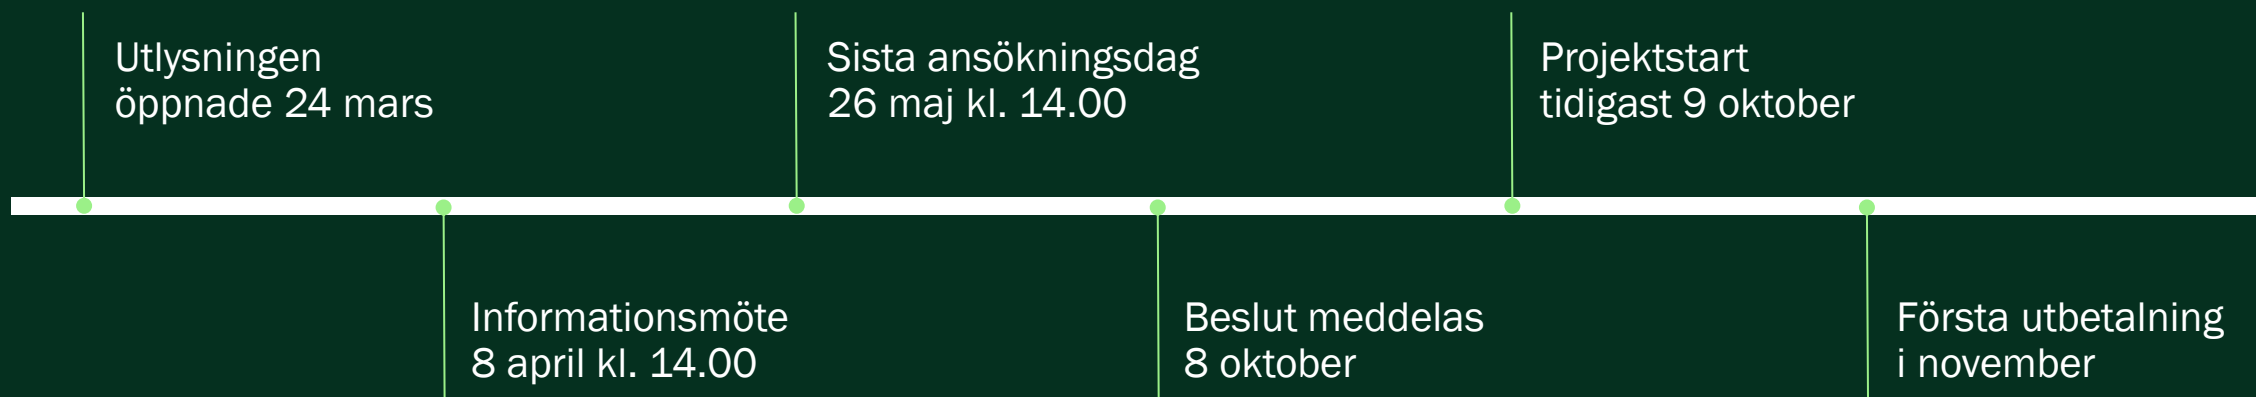 Utlysningen
öppnade 24 mars
Informationsmöte
8 april kl. 14.00
Sista ansökningsdag
26 maj kl. 14.00
Beslut meddelas
8 oktober
Projektstart
tidigast 9 oktober
Första utbetalning
i november